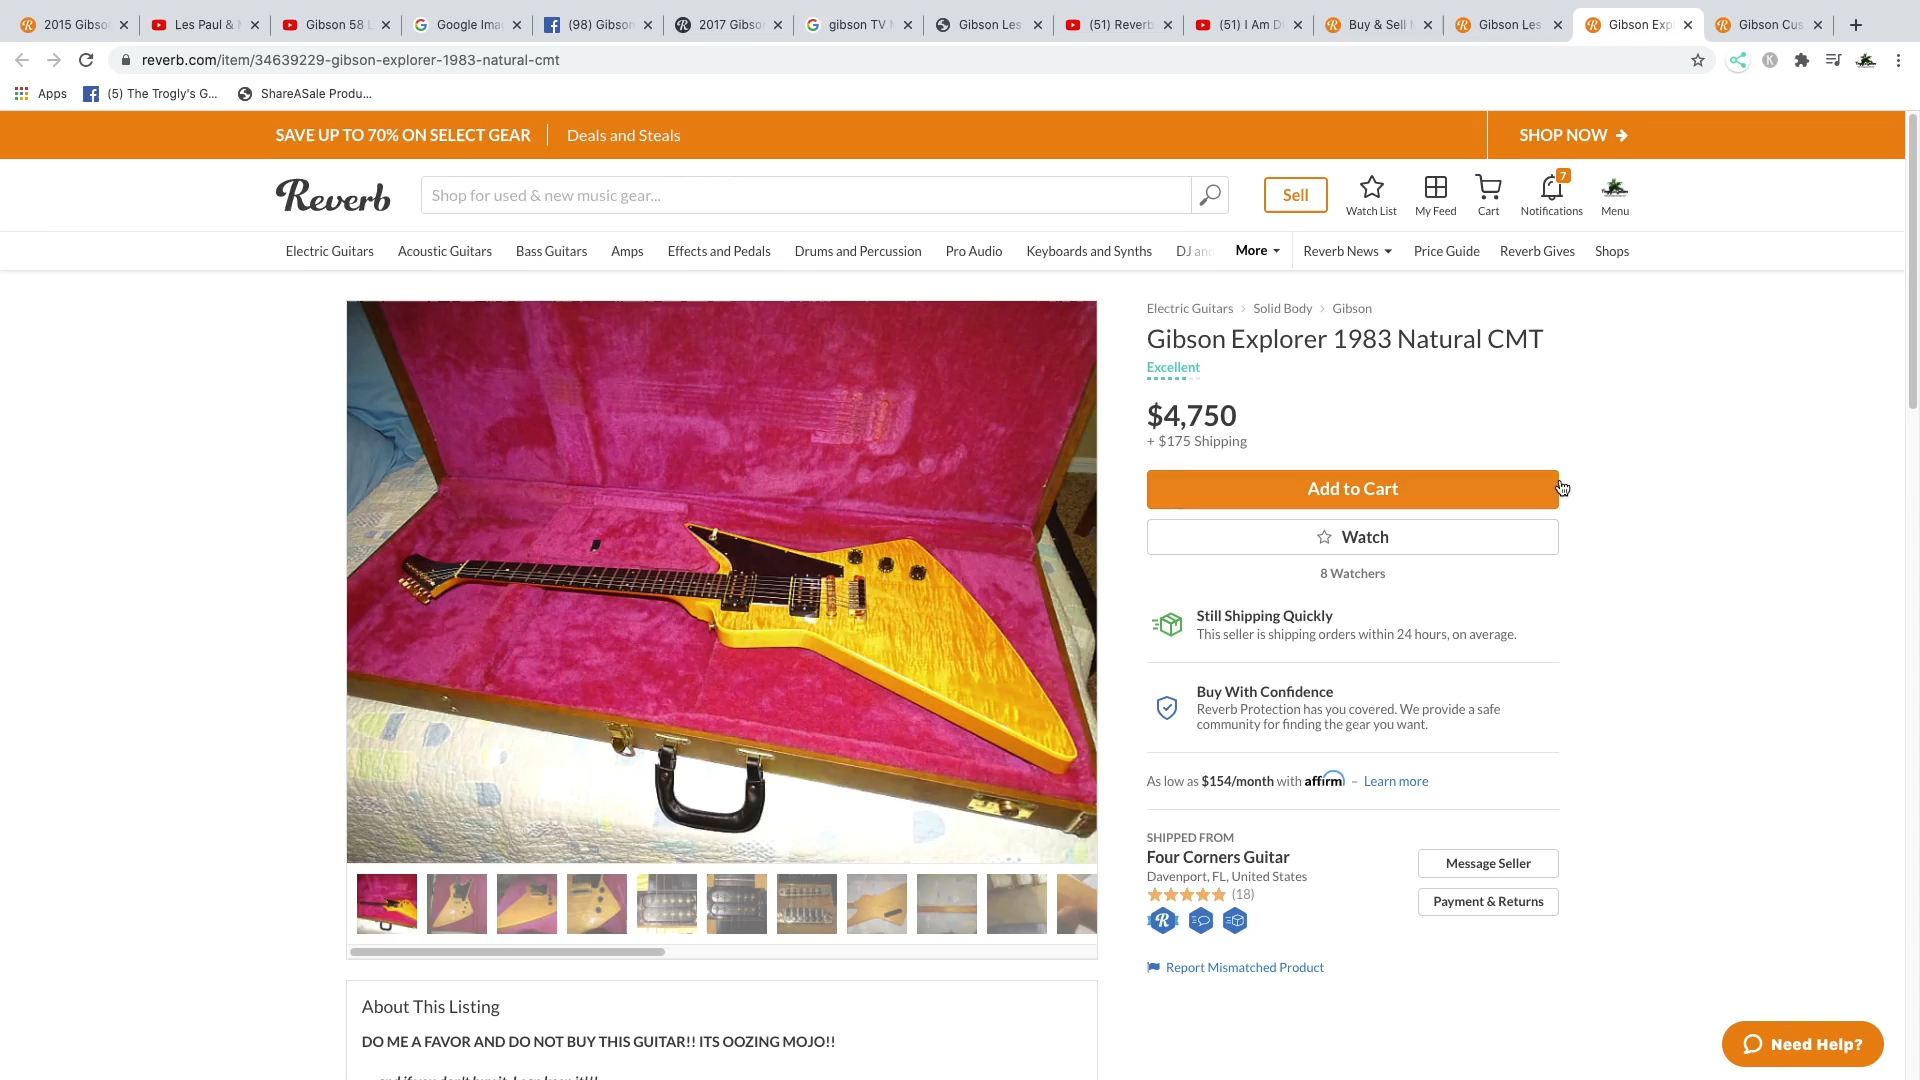 2015 Gibso
Les Paul &
Gibson 58 L
Google Ima
(98) Gibson
2017 Gibso
gibson TV
Gibson Les
(51) Reverb
(51) I Am D
Buy & Sell
Gibson Les
Gibson Exp
Gibson Cus
reverb.com/item/34639229-gibson-explorer-1983-natural-cmt
Apps
(5) The Trogly's G...
ShareASale Produ...
SAVE UP TO 70% ON SELECT GEAR
Deals and Steals
SHOP NOW
Reverb
Shop for used & new music gear...
Sell
7
Watch List
My Feed
Cart
Notifications
Menu
Electric Guitars
Acoustic Guitars
Bass Guitars
Amps
Effects and Pedals
Drums and Percussion
Pro Audio
Keyboards and Synths
DJ and
More
Reverb News
Price Guide
Reverb Gives
Shops
Electric Guitars > Solid Body > Gibson
Gibson Explorer 1983 Natural CMT
Excellent
$4,750
+ $175 Shipping
Add to Cart
Watch
8 Watchers
Still Shipping Quickly
This seller is shipping orders within 24 hours, on average.
Buy With Confidence
Reverb Protection has you covered. We provide a safe
community for finding the gear you want.
As low as $154/month with affirm – Learn more
SHIPPED FROM
Four Corners Guitar
Davenport, FL, United States
(18)
Message Seller
Payment & Returns
Report Mismatched Product
About This Listing
DO ME A FAVOR AND DO NOT BUY THIS GUITAR!! ITS OOZING MOJO!!
Need Help?